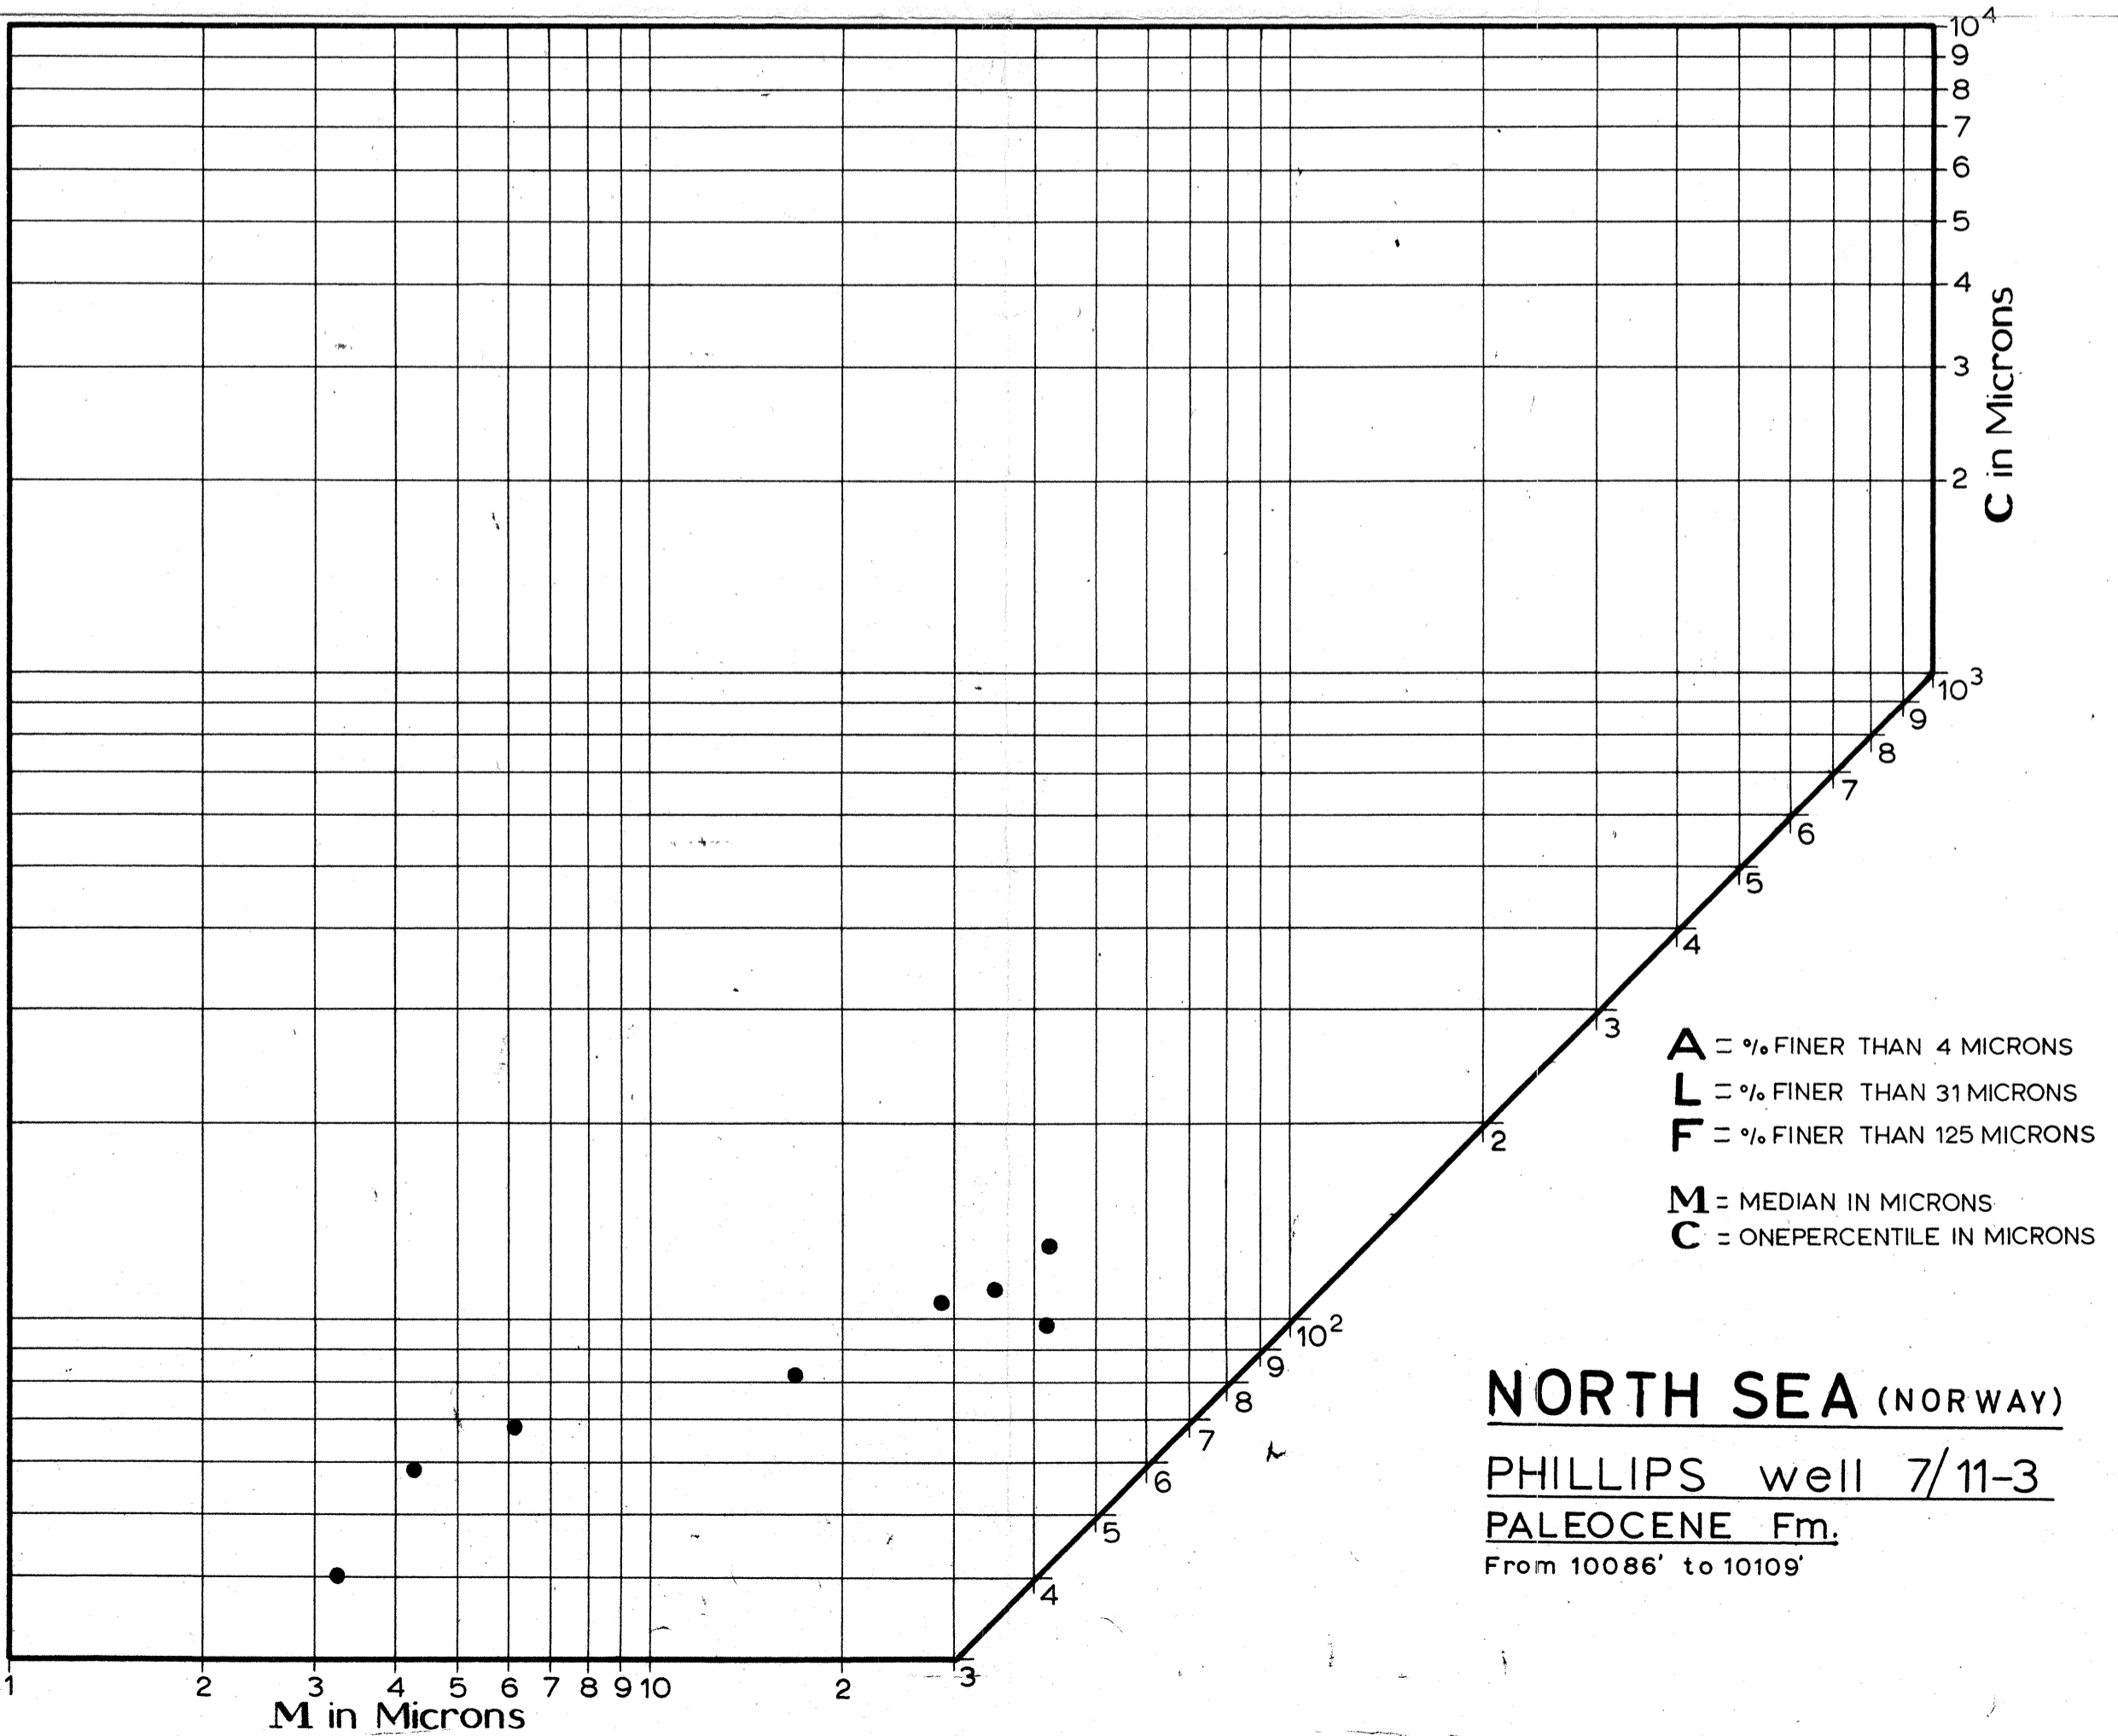 10⁴
9
8
7
6
5
4
3
2
C in Microns
10³
9
8
7
6
5
4
3
2
10²
9
8
7
6
5
4
3
1 2 3 4 5 6 7 8 9 10 2
M in Microns
A = % FINER THAN 4 MICRONS
L = % FINER THAN 31 MICRONS
F = % FINER THAN 125 MICRONS
M = MEDIAN IN MICRONS
C = ONEPERCENTILE IN MICRONS
NORTH SEA (NORWAY)
PHILLIPS well 7/11-3
PALEOCENE Fm.
From 10086' to 10109'